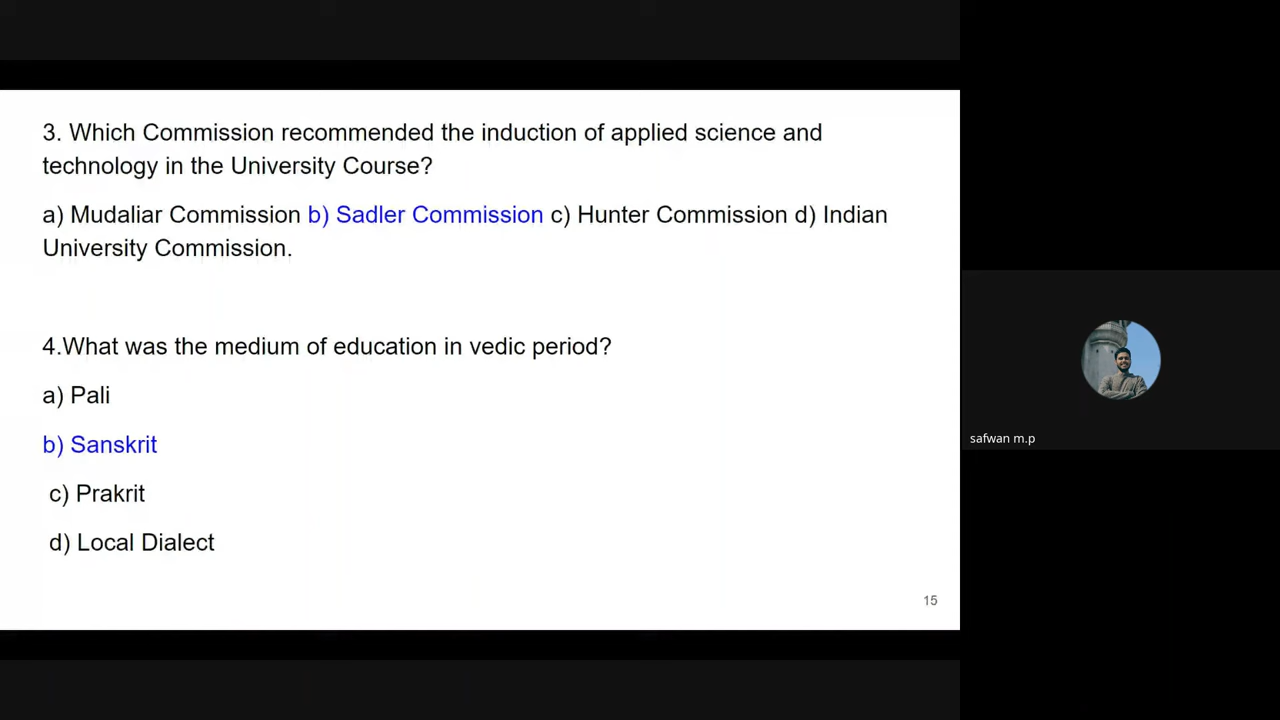 3. Which Commission recommended the induction of applied science and
technology in the University Course?
a) Mudaliar Commission b) Sadler Commission c) Hunter Commission d) Indian
University Commission.
4.What was the medium of education in vedic period?
a) Pali
b) Sanskrit
c) Prakrit
d) Local Dialect
15
safwan m.p